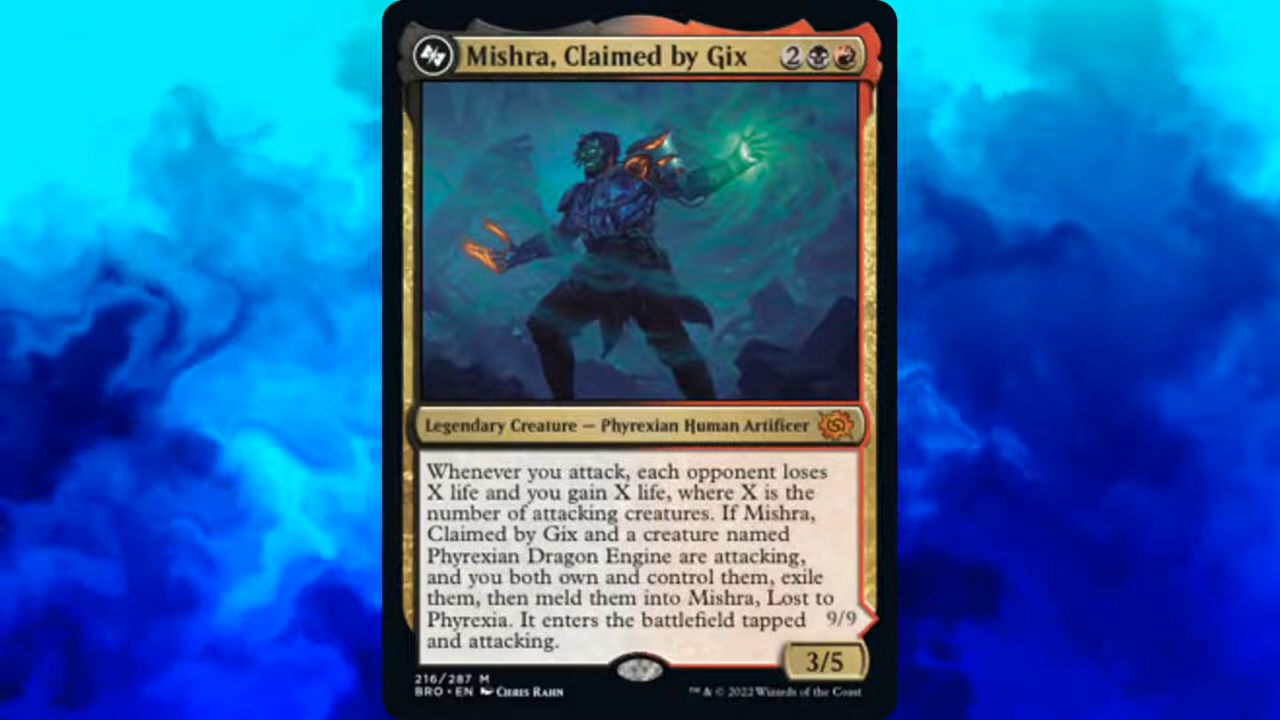 Mishra, Claimed by Gix 2
Legendary Creature — Phyrexian Human Artificer
Whenever you attack, each opponent loses
X life and you gain X life, where X is the
number of attacking creatures. If Mishra,
Claimed by Gix and a creature named
Phyrexian Dragon Engine are attacking,
and you both own and control them, exile
them, then meld them into Mishra, Lost to
Phyrexia. It enters the battlefield tapped 9/9
and attacking.
3/5
216/287 M
BRO • EN Chris Rahn ™ & © 2022 Wizards of the Coast